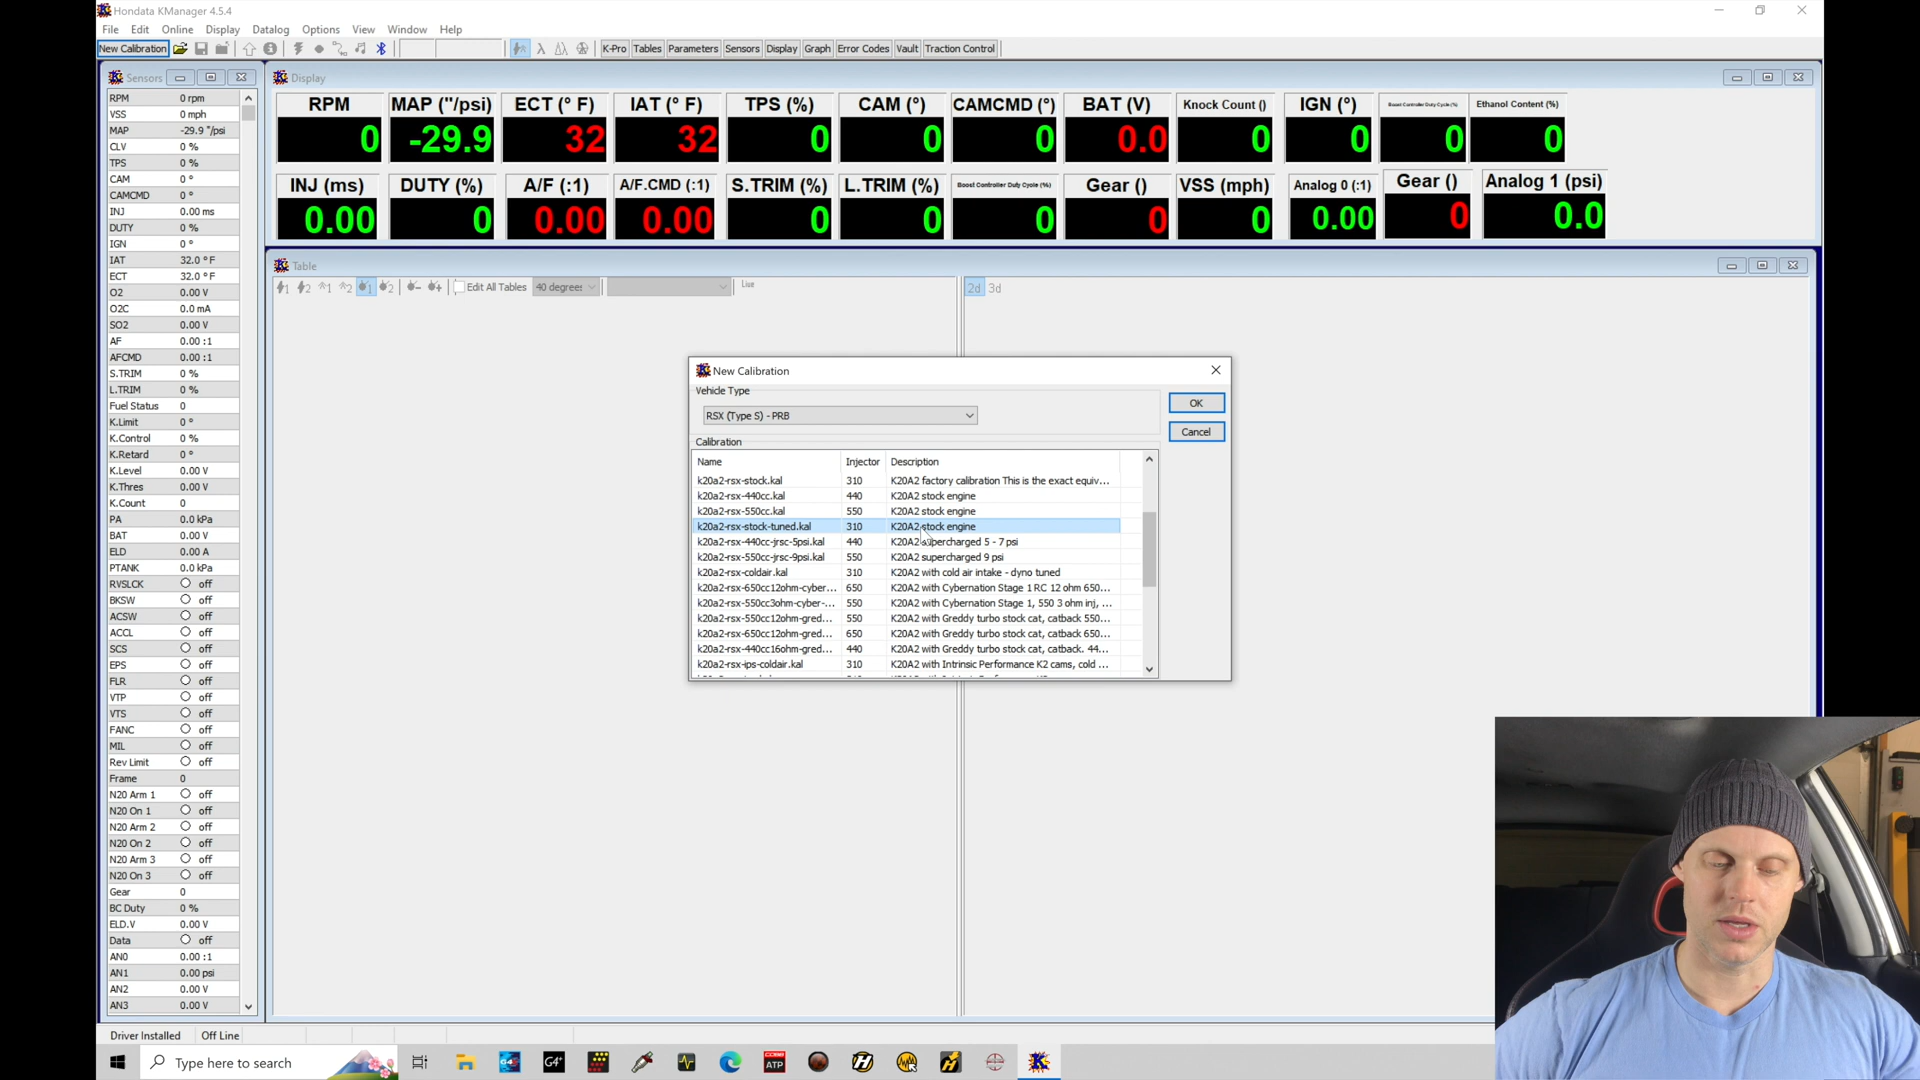 Hondata KManager 4.5.4
File Edit Online Display Datalog Options View Window Help
New Calibration K-Pro Tables Parameters Sensors Display Graph Error Codes Vault Traction Control
Sensors
RPM 0 rpm
VSS 0 mph
MAP -29.9 "/psi
CLV 0 %
TPS 0 %
CAM 0 °
CAMCMD 0 °
INJ 0.00 ms
DUTY 0 %
IGN 0 °
IAT 32.0 ° F
ECT 32.0 ° F
O2 0.00 V
O2C 0.0 mA
SO2 0.00 V
AF 0.00 :1
AFCMD 0.00 :1
S.TRIM 0 %
L.TRIM 0 %
Fuel Status 0
K.Limit 0 °
K.Control 0 %
K.Retard 0 °
K.Level 0.00 V
K.Thres 0.00 V
K.Count 0
PA 0.0 kPa
BAT 0.00 V
ELD 0.00 A
PTANK 0.0 kPa
RVSLCK off
BKSW off
ACSW off
ACCL off
SCS off
EPS off
FLR off
VTP off
VTS off
FANC off
MIL off
Rev Limit off
Frame 0
N20 Arm 1 off
N20 On 1 off
N20 Arm 2 off
N20 On 2 off
N20 Arm 3 off
N20 On 3 off
Gear 0
BC Duty 0 %
ELD.V 0.00 V
Data off
AN0 0.00 :1
AN1 0.00 psi
AN2 0.00 V
AN3 0.00 V
Display
RPM MAP ("/psi) ECT (° F) IAT (° F) TPS (%) CAM (°) CAMCMD (°) BAT (V) Knock Count () IGN (°) Boost Controller Duty Cycle (%) Ethanol Content (%)
0 -29.9 32 32 0 0 0 0.0 0 0 0 0
INJ (ms) DUTY (%) A/F (:1) A/F.CMD (:1) S.TRIM (%) L.TRIM (%) Boost Controller Duty Cycle (%) Gear () VSS (mph) Analog 0 (:1) Gear () Analog 1 (psi)
0.00 0 0.00 0.00 0 0 0 0 0 0.00 0 0.0
Table
1 2 1 2 1 2 Edit All Tables 40 degrees Live 2d 3d
New Calibration
Vehicle Type
RSX (Type S) - PRB
OK
Cancel
Calibration
Name Injector Description
k20a2-rsx-stock.kal 310 K20A2 factory calibration This is the exact equiv...
k20a2-rsx-440cc.kal 440 K20A2 stock engine
k20a2-rsx-550cc.kal 550 K20A2 stock engine
k20a2-rsx-stock-tuned.kal 310 K20A2 stock engine
k20a2-rsx-440cc-jrsc-5psi.kal 440 K20A2 supercharged 5 - 7 psi
k20a2-rsx-550cc-jrsc-9psi.kal 550 K20A2 supercharged 9 psi
k20a2-rsx-coldair.kal 310 K20A2 with cold air intake - dyno tuned
k20a2-rsx-650cc12ohm-cyber... 650 K20A2 with Cybernation Stage 1 RC 12 ohm 650...
k20a2-rsx-550cc3ohm-cyber-... 550 K20A2 with Cybernation Stage 1, 550 3 ohm inj, ...
k20a2-rsx-550cc12ohm-gred... 550 K20A2 with Greddy turbo stock cat, catback 550...
k20a2-rsx-650cc12ohm-gred... 650 K20A2 with Greddy turbo stock cat, catback 650...
k20a2-rsx-440cc16ohm-gred... 440 K20A2 with Greddy turbo stock cat, catback. 44...
k20a2-rsx-ips-coldair.kal 310 K20A2 with Intrinsic Performance K2 cams, cold ...
Driver Installed Off Line
Type here to search G4 G4+ COBB ATP